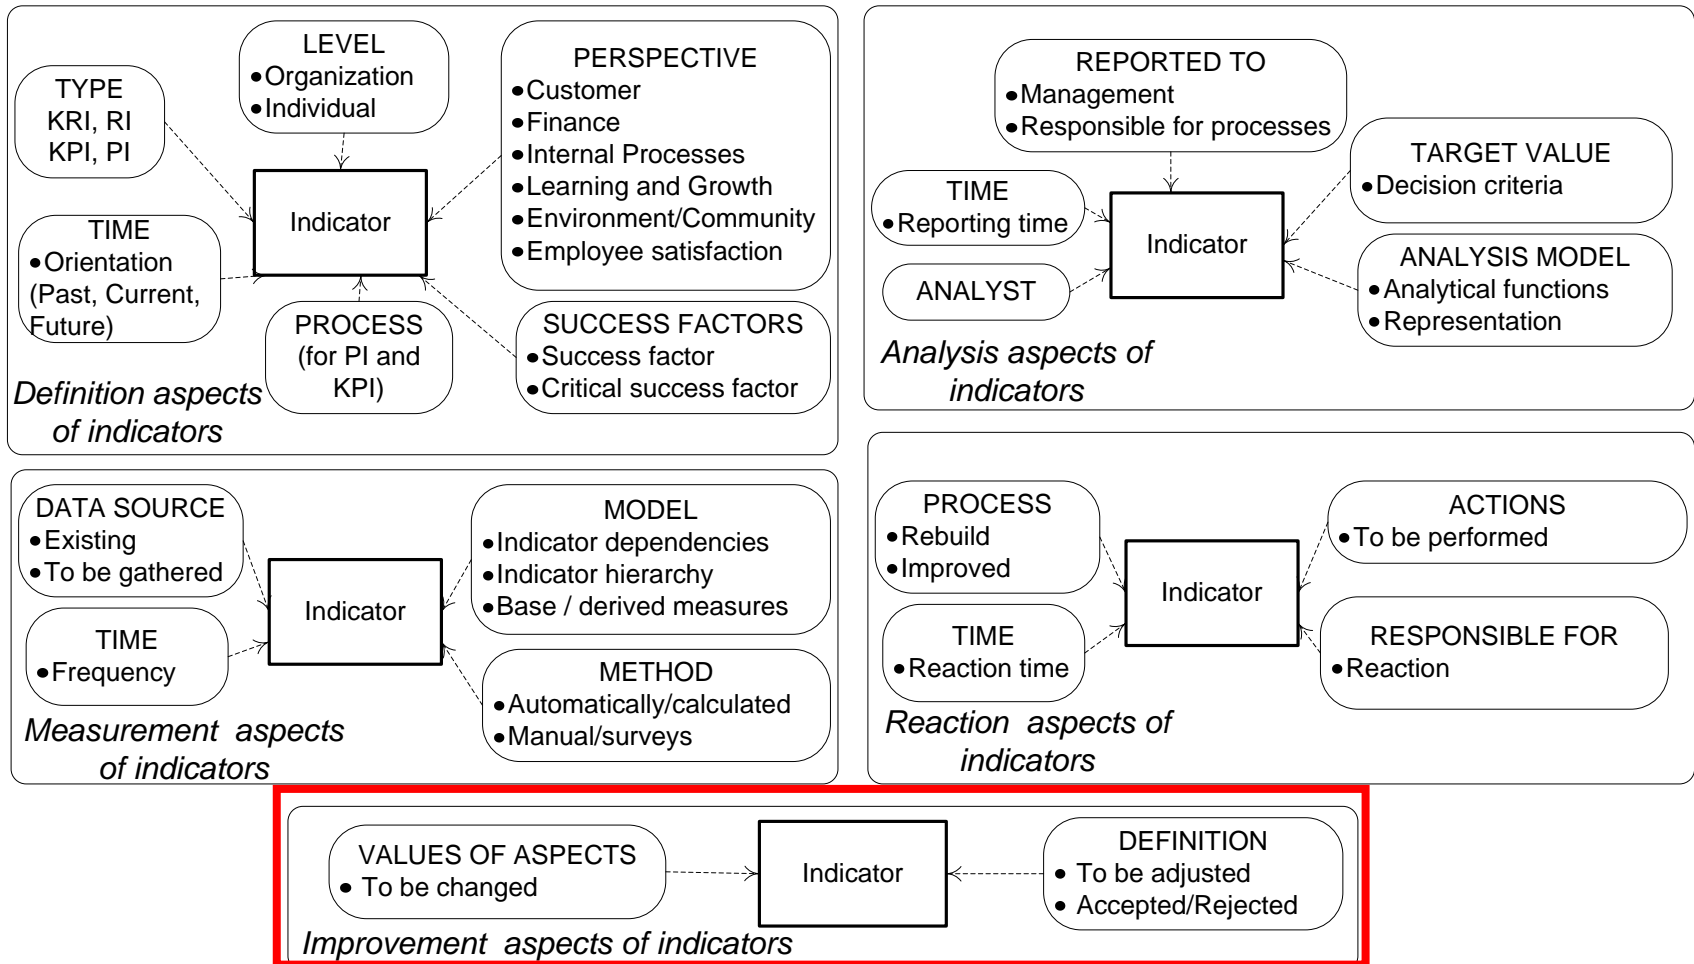 LEVEL
•Organization
•Individual
TYPE
KRI, RI
KPI, PI
PERSPECTIVE
•Customer
•Finance
•Internal Processes
•Learning and Growth
•Environment/Community
•Employee satisfaction
Indicator
TIME
•Orientation
(Past, Current,
Future)
PROCESS
(for PI and
KPI)
SUCCESS FACTORS
•Success factor
•Critical success factor
Definition aspects
of indicators
REPORTED TO
•Management
•Responsible for processes
TARGET VALUE
•Decision criteria
TIME
•Reporting time
Indicator
ANALYST
ANALYSIS MODEL
•Analytical functions
•Representation
Analysis aspects of
indicators
DATA SOURCE
•Existing
•To be gathered
MODEL
•Indicator dependencies
•Indicator hierarchy
•Base / derived measures
Indicator
TIME
•Frequency
METHOD
•Automatically/calculated
•Manual/surveys
Measurement aspects
of indicators
PROCESS
•Rebuild
•Improved
ACTIONS
•To be performed
Indicator
TIME
•Reaction time
RESPONSIBLE FOR
•Reaction
Reaction aspects of
indicators
VALUES OF ASPECTS
• To be changed
Indicator
DEFINITION
• To be adjusted
• Accepted/Rejected
Improvement aspects of indicators